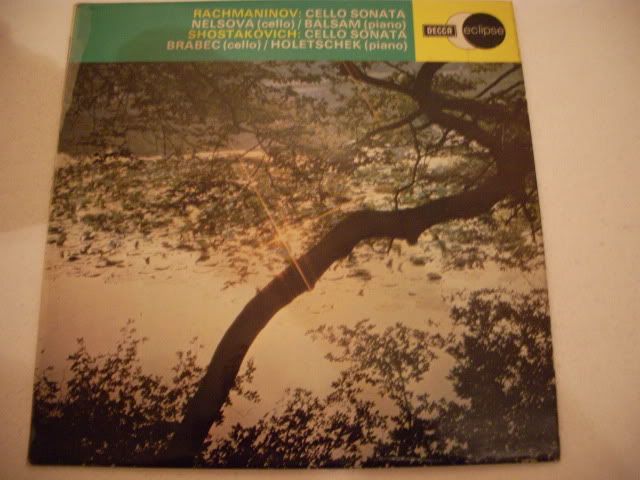 RACHMANINOV: CELLO SONATA
NELSOVA (cello) / BALSAM (piano)
SHOSTAKOVICH: CELLO SONATA
BRABEC (cello) / HOLETSCHEK (piano)
DECCA eclipse